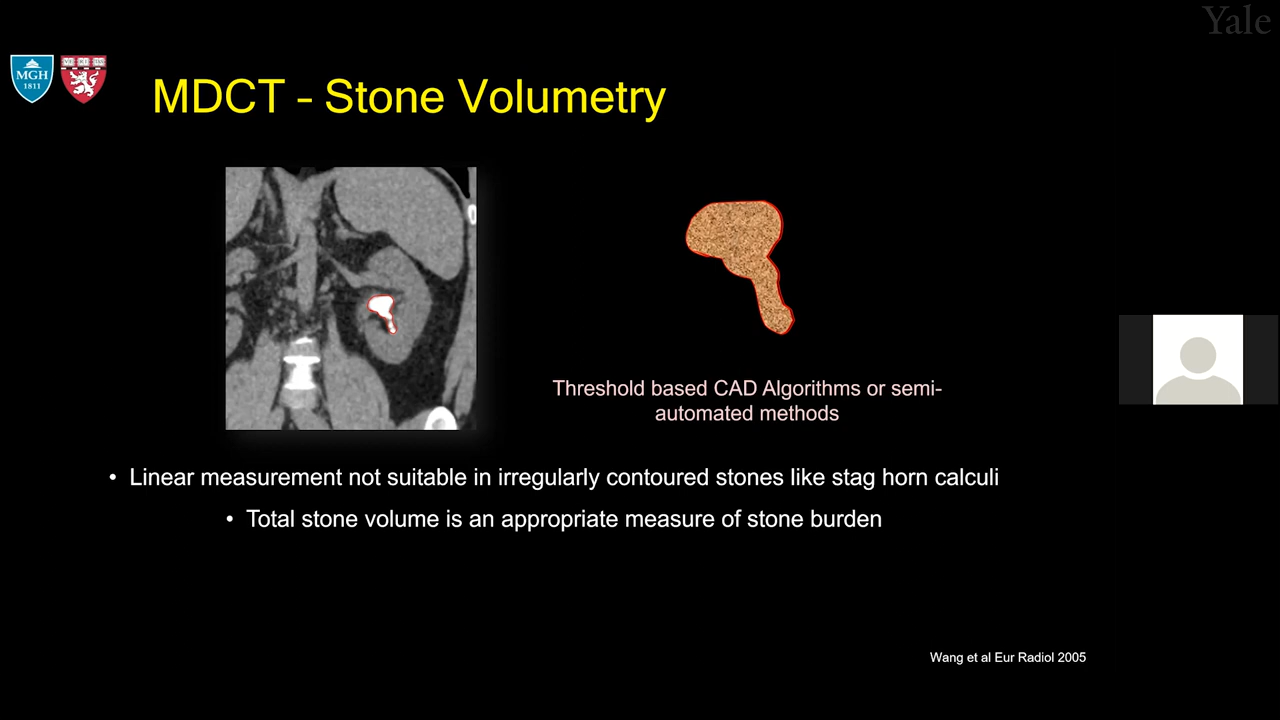 Yale
MGH
1811
MDCT – Stone Volumetry
Threshold based CAD Algorithms or semi-
automated methods
• Linear measurement not suitable in irregularly contoured stones like stag horn calculi
• Total stone volume is an appropriate measure of stone burden
Wang et al Eur Radiol 2005